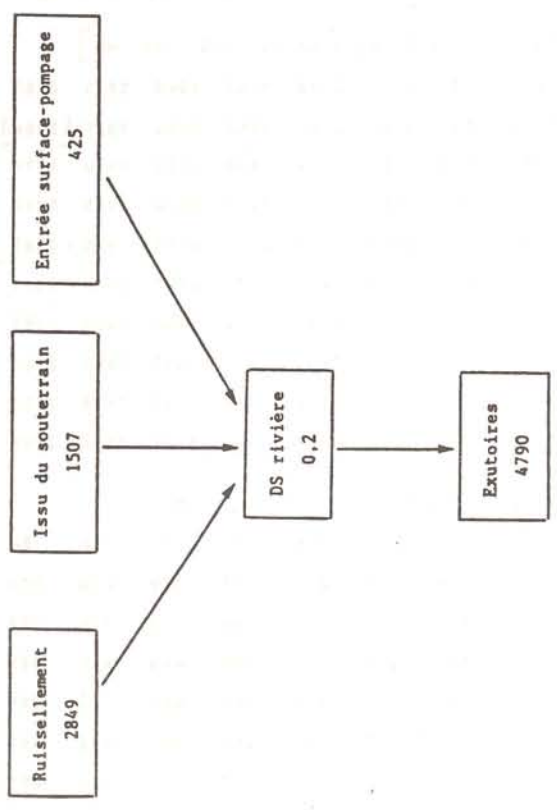 Ruissellement
2849
Issu du souterrain
1507
Entrée surface-pompage
425
DS rivière
0,2
Exutoires
4790